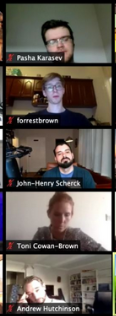 Pasha Karasev
forrestbrown
John-Henry Scherck
Toni Cowan-Brown
Andrew Hutchinson